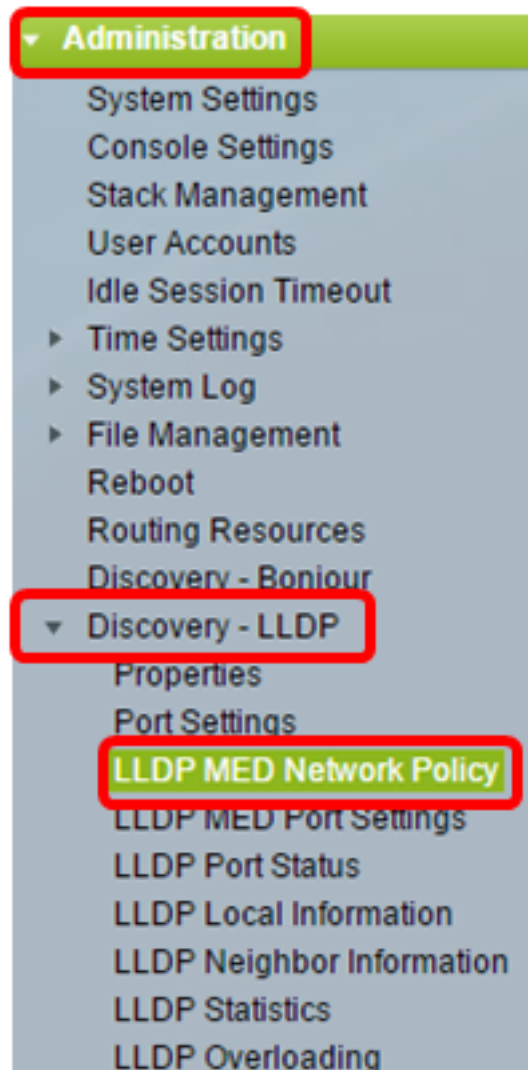 Administration
System Settings
Console Settings
Stack Management
User Accounts
Idle Session Timeout
Time Settings
System Log
File Management
Reboot
Routing Resources
Discovery - Bonjour
Discovery - LLDP
Properties
Port Settings
LLDP MED Network Policy
LLDP MED Port Settings
LLDP Port Status
LLDP Local Information
LLDP Neighbor Information
LLDP Statistics
LLDP Overloading